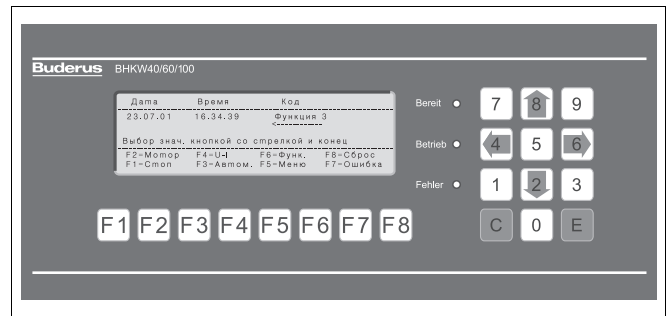 Buderus BHKW40/60/100
Дата Время Код
23.07.01 16.34.39 Функция 3
<--------
Выбор знач. кнопкой со стрелкой и конец
F2-Мотор F4-U-I F6-Функ. F8-Сброс
F1-Стоп F3-Автом. F5-Меню F7-Ошибка
Bereit
Betrieb
Fehler
7 8 9
4 5 6
1 2 3
C 0 E
F1 F2 F3 F4 F5 F6 F7 F8